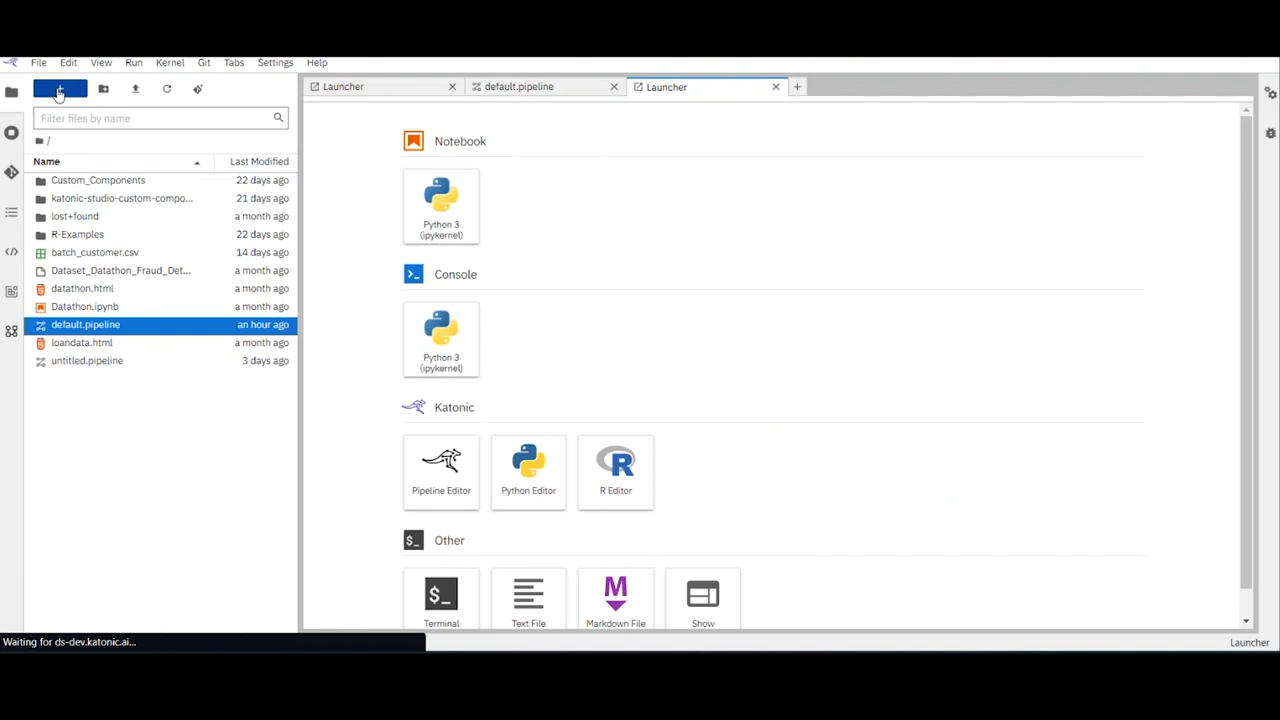 File Edit View Run Kernel Git Tabs Settings Help
+
Launcher
default.pipeline
Launcher
Filter files by name
/
Name Last Modified
Custom_Components 22 days ago
katonic-studio-custom-compo... 21 days ago
lost+found a month ago
R-Examples 22 days ago
batch_customer.csv 14 days ago
Dataset_Datathon_Fraud_Det... a month ago
datathon.html a month ago
Datathon.ipynb a month ago
default.pipeline an hour ago
loandata.html a month ago
untitled.pipeline 3 days ago
Notebook
Python 3
(ipykernel)
Console
Python 3
(ipykernel)
Katonic
Pipeline Editor
Python Editor
R Editor
$_ Other
$_
Terminal
Text File
M
Markdown File
Show
Waiting for ds-dev.katonic.ai...
Launcher